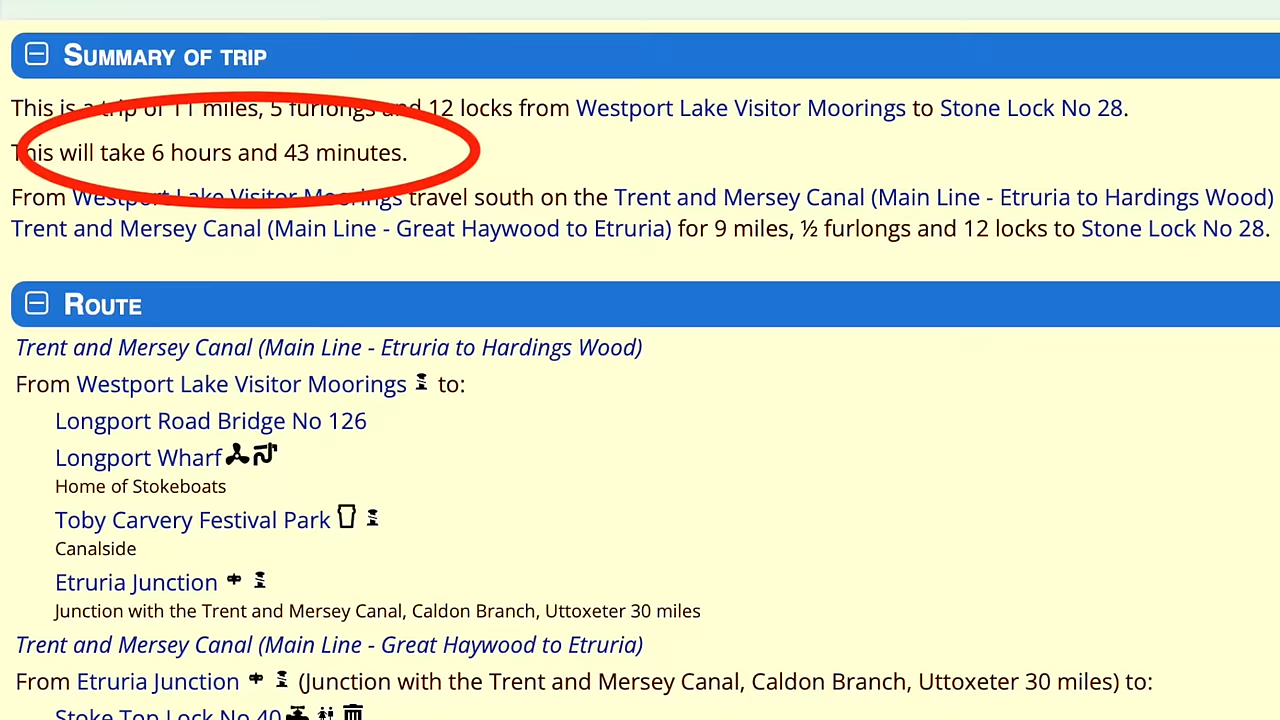 SUMMARY OF TRIP
This is a trip of 11 miles, 5 furlongs and 12 locks from Westport Lake Visitor Moorings to Stone Lock No 28.
This will take 6 hours and 43 minutes.
From Westport Lake Visitor Moorings travel south on the Trent and Mersey Canal (Main Line - Etruria to Hardings Wood)
Trent and Mersey Canal (Main Line - Great Haywood to Etruria) for 9 miles, ½ furlongs and 12 locks to Stone Lock No 28.
ROUTE
Trent and Mersey Canal (Main Line - Etruria to Hardings Wood)
From Westport Lake Visitor Moorings to:
Longport Road Bridge No 126
Longport Wharf
Home of Stokeboats
Toby Carvery Festival Park
Canalside
Etruria Junction
Junction with the Trent and Mersey Canal, Caldon Branch, Uttoxeter 30 miles
Trent and Mersey Canal (Main Line - Great Haywood to Etruria)
From Etruria Junction (Junction with the Trent and Mersey Canal, Caldon Branch, Uttoxeter 30 miles) to:
Stoke Top Lock No 40